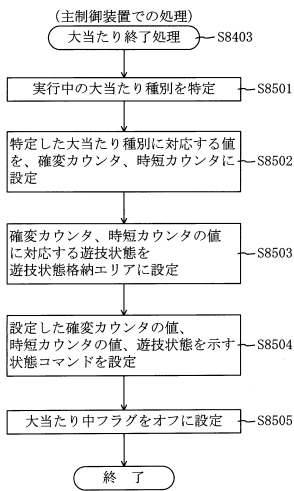 (主制御装置での処理)
大当たり終了処理
S8403
実行中の大当たり種別を特定
S8501
特定した大当たり種別に対応する値
を、確変カウンタ、時短カウンタに
設定
S8502
確変カウンタ、時短カウンタの値
に対応する遊技状態を
遊技状態格納エリアに設定
S8503
設定した確変カウンタの値、
時短カウンタの値、遊技状態を示す
状態コマンドを設定
S8504
大当たり中フラグをオフに設定
S8505
終 了